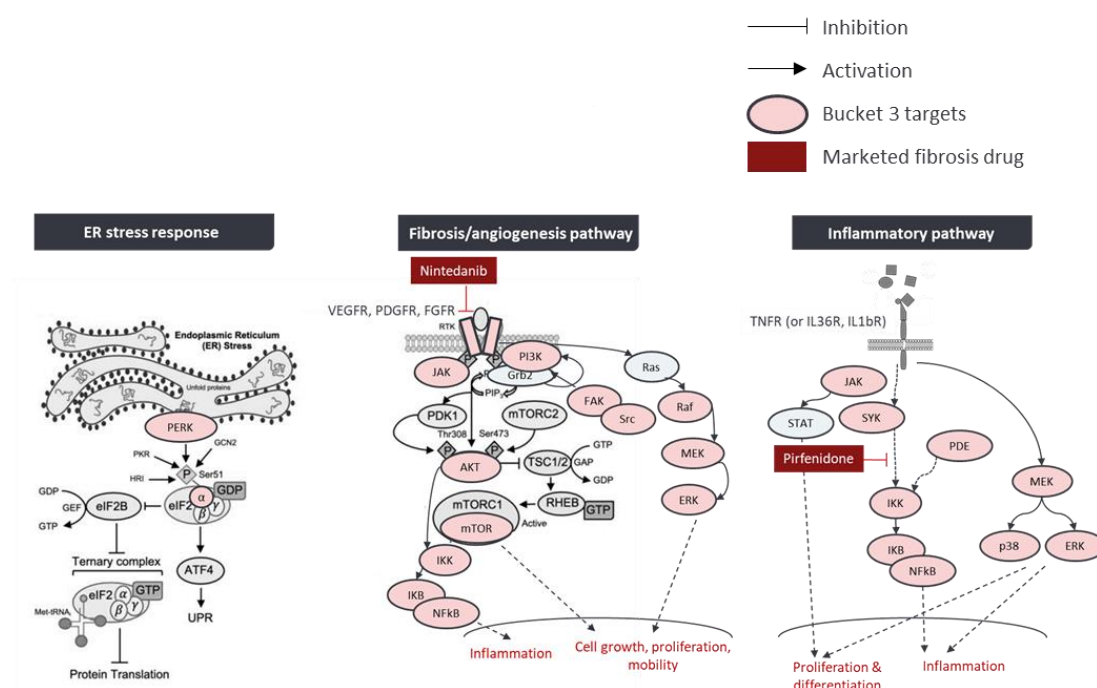 Inhibition
Activation
Bucket 3 targets
Marketed fibrosis drug
ER stress response
Fibrosis/angiogenesis pathway
Inflammatory pathway
Endoplasmic Reticulum
(ER) Stress
Unfold proteins
PERK
GCN2
PKR
P
Ser51
HRI
GDP
GEF
GTP
eIF2B
eIF2
α
β
γ
GDP
Ternary complex
ATF4
eIF2
α
β
γ
GTP
Met-tRNA
UPR
Protein Translation
Nintedanib
VEGFR, PDGFR, FGFR
RTK
P
P
JAK
PI3K
Grb2
Ras
PIP
PDK1
mTORC2
FAK
Src
Raf
Thr308
Ser473
P
P
AKT
TSC1/2
GTP
GAP
GDP
MEK
mTORC1
mTOR
Active
RHEB
GTP
ERK
IKK
IKB
NFkB
Inflammation
Cell growth, proliferation,
mobility
TNFR (or IL36R, IL1bR)
JAK
STAT
SYK
Pirfenidone
PDE
MEK
IKK
IKB
NFkB
p38
ERK
Proliferation &
differentiation
Inflammation